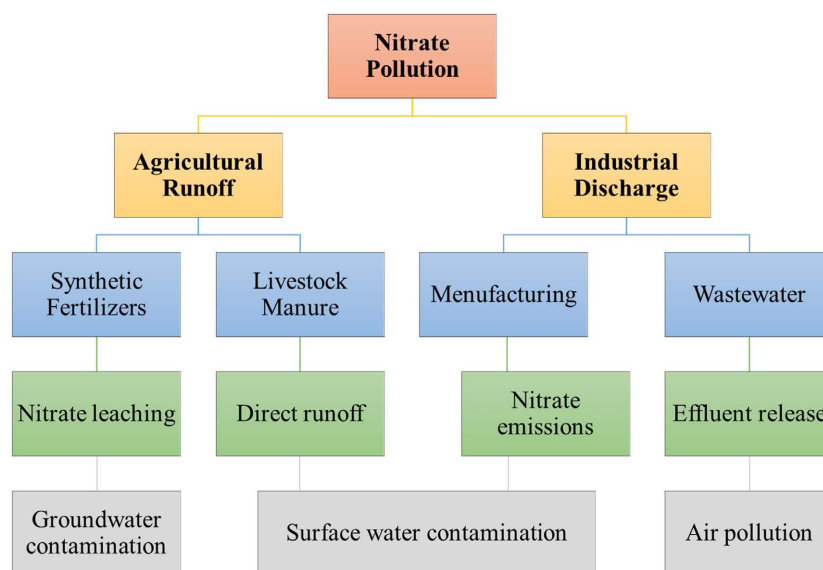 Nitrate
Pollution
Agricultural
Runoff
Industrial
Discharge
Synthetic
Fertilizers
Livestock
Manure
Menufacturing
Wastewater
Nitrate leaching
Direct runoff
Nitrate
emissions
Effluent release
Groundwater
contamination
Surface water contamination
Air pollution